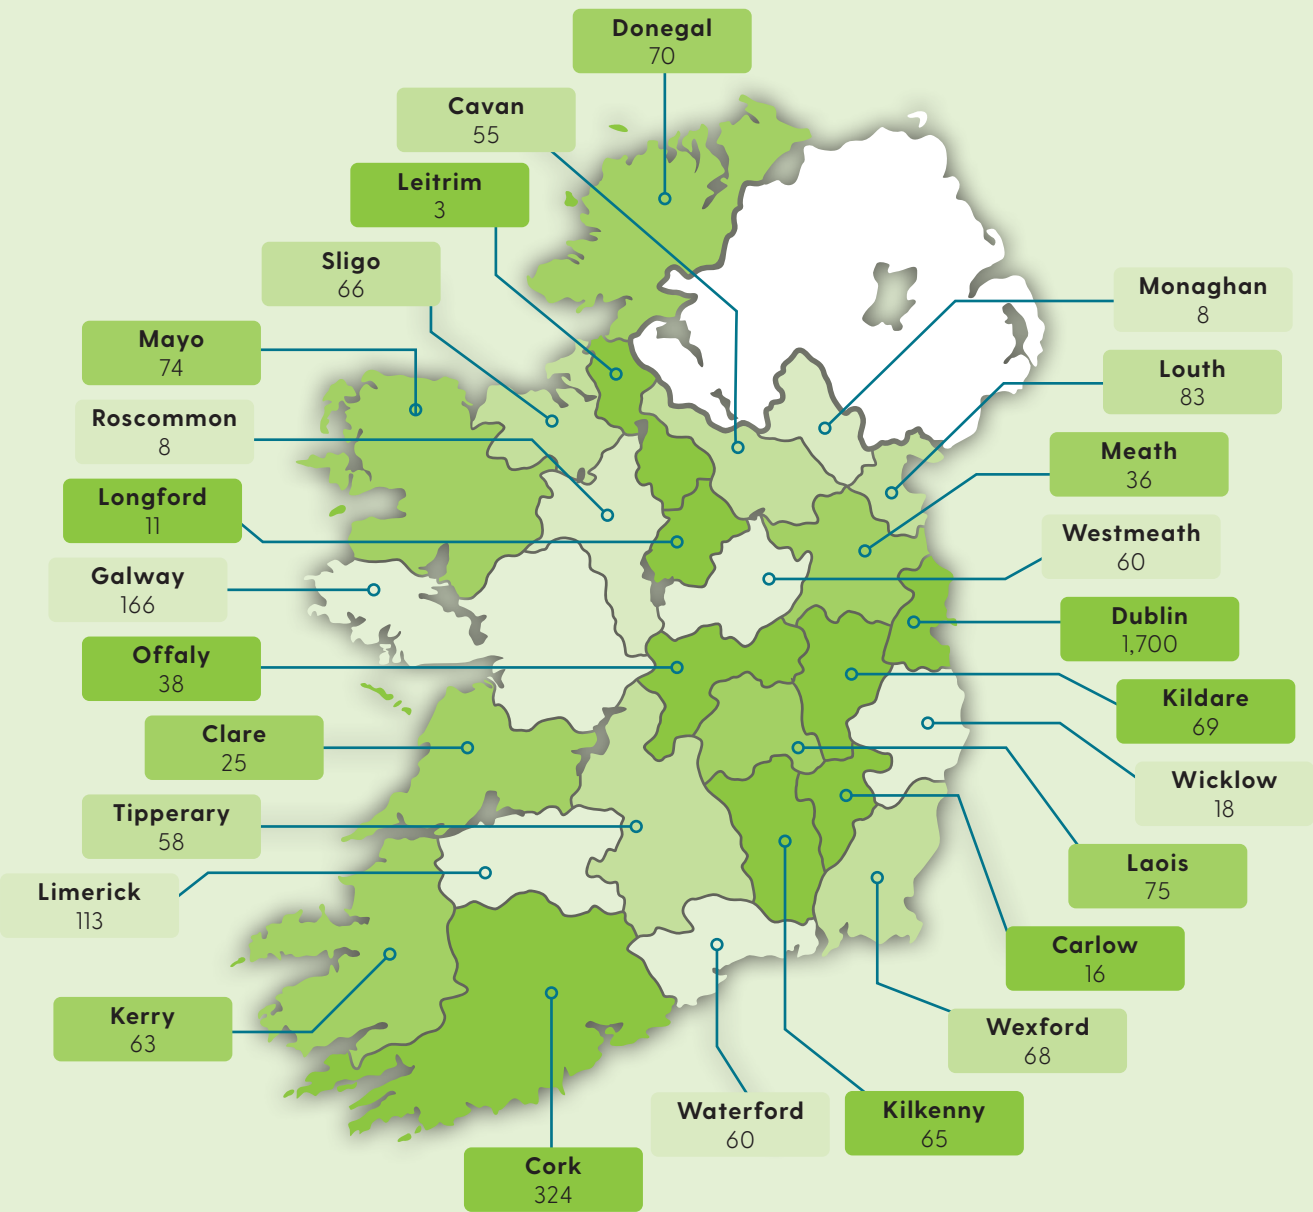 Donegal
70
Cavan
55
Leitrim
3
Sligo
66
Monaghan
8
Mayo
74
Louth
83
Roscommon
8
Meath
36
Longford
11
Westmeath
60
Galway
166
Dublin
1,700
Offaly
38
Kildare
69
Clare
25
Wicklow
18
Tipperary
58
Laois
75
Limerick
113
Carlow
16
Kerry
63
Wexford
68
Waterford
60
Kilkenny
65
Cork
324